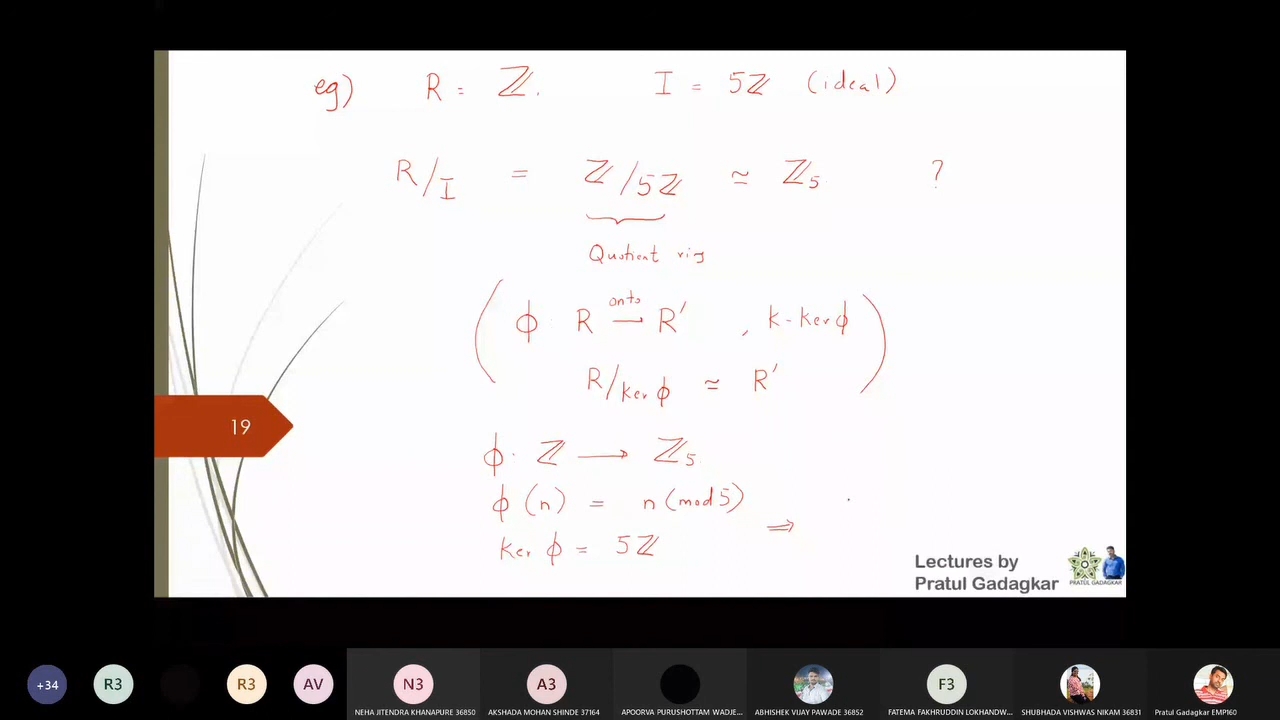 eg) R = ℤ. I = 5ℤ (ideal)
R/I = ℤ/5ℤ ≃ ℤ5 ?
Quotient ring
ϕ: R onto→ R' , k - ker ϕ
R/ker ϕ ≃ R'
ϕ: ℤ ⟶ ℤ5
ϕ(n) = n (mod 5) ⇒
ker ϕ = 5ℤ
19
Lectures by
Pratul Gadagkar
PRATUL GADAGKAR
+34 R3 R3 AV N3 A3 F3
NEHA JITENDRA KHANAPURE 36850 AKSHADA MOHAN SHINDE 37164 APOORVA PURUSHOTTAM WADJE... ABHISHEK VIJAY PAWADE 36852 FATEMA FAKHRUDDIN LOKHANDW... SHUBHADA VISHWAS NIKAM 36831 Pratul Gadagkar EMP160